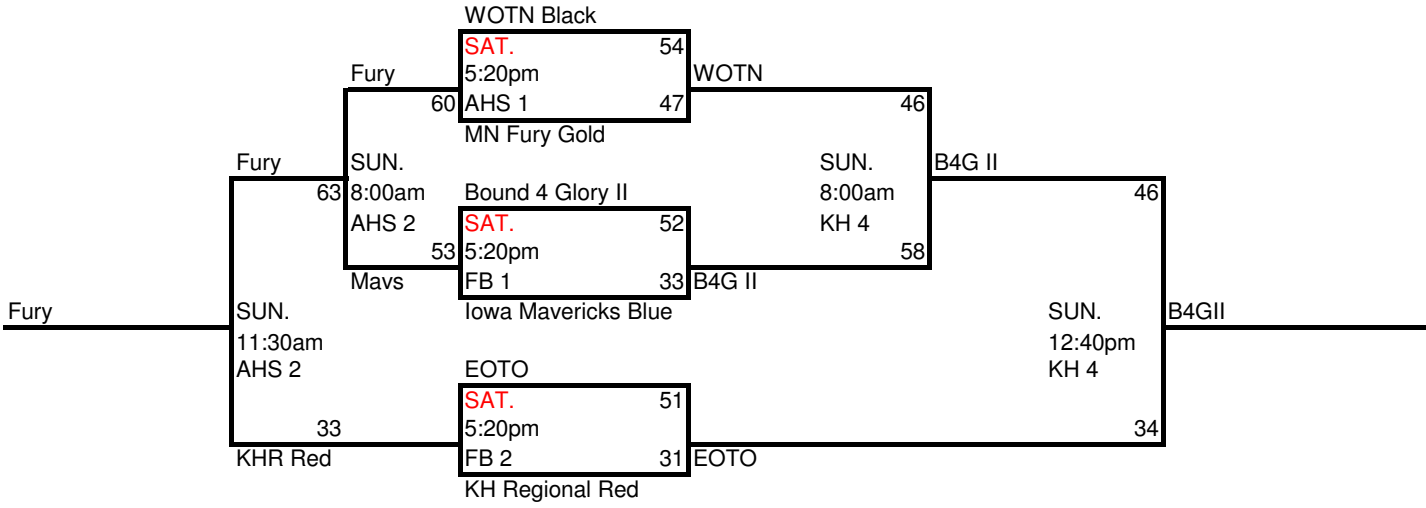 WOTN Black
SAT. 54
Fury 5:20pm WOTN
60 AHS 1 47 46
MN Fury Gold
Fury SUN. SUN. B4G II
63 8:00am Bound 4 Glory II 8:00am 46
AHS 2 SAT. 52 KH 4
53 5:20pm 58
Mavs FB 1 33 B4G II
Fury SUN. Iowa Mavericks Blue SUN. B4GII
11:30am 12:40pm
AHS 2 EOTO KH 4
SAT. 51
33 5:20pm 34
KHR Red FB 2 31 EOTO
KH Regional Red